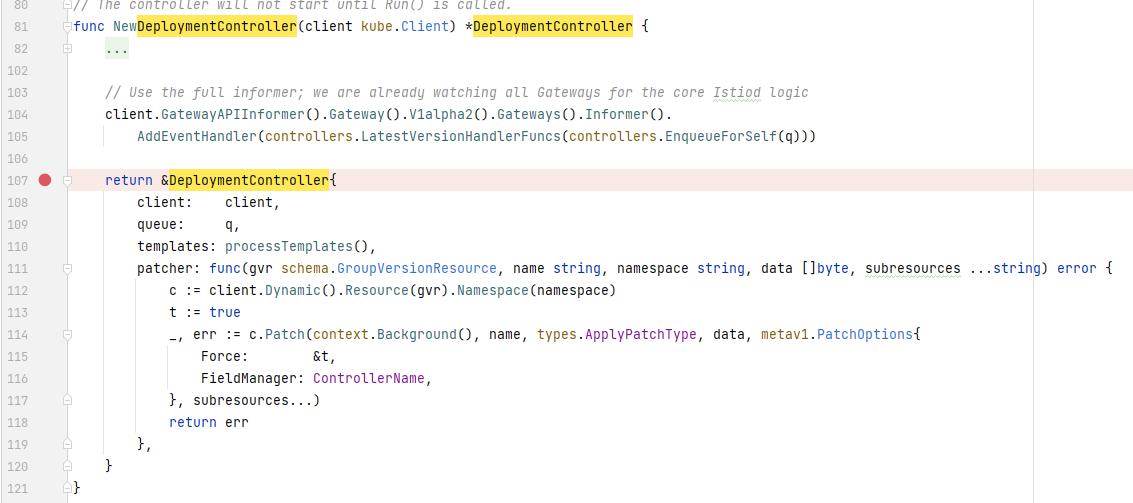 80 // The controller will not start until Run() is called.
81 func NewDeploymentController(client kube.Client) *DeploymentController {
82     ...
102
103     // Use the full informer; we are already watching all Gateways for the core Istiod logic
104     client.GatewayAPIInformer().Gateway().V1alpha2().Gateways().Informer().
105         AddEventHandler(controllers.LatestVersionHandlerFuncs(controllers.EnqueueForSelf(q)))
106
107     return &DeploymentController{
108         client:    client,
109         queue:     q,
110         templates: processTemplates(),
111         patcher: func(gvr schema.GroupVersionResource, name string, namespace string, data []byte, subresources ...string) error {
112             c := client.Dynamic().Resource(gvr).Namespace(namespace)
113             t := true
114             _, err := c.Patch(context.Background(), name, types.ApplyPatchType, data, metav1.PatchOptions{
115                 Force:        &t,
116                 FieldManager: ControllerName,
117             }, subresources...)
118             return err
119         },
120     }
121 }